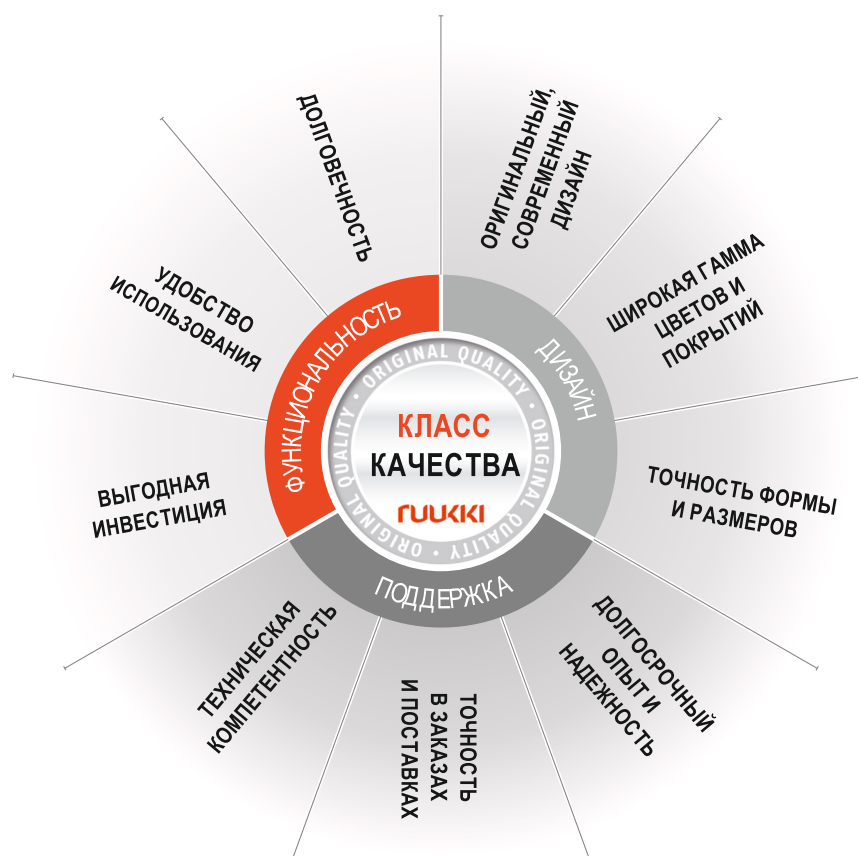 КЛАСС
КАЧЕСТВА
ruukki
ORIGINAL QUALITY • ORIGINAL QUALITY • ORIGINAL QUALITY •
ФУНКЦИОНАЛЬНОСТЬ
ДИЗАЙН
ПОДДЕРЖКА
ОРИГИНАЛЬНЫЙ,
СОВРЕМЕННЫЙ
ДИЗАЙН
ШИРОКАЯ ГАММА
ЦВЕТОВ И
ПОКРЫТИЙ
ТОЧНОСТЬ ФОРМЫ
И РАЗМЕРОВ
ДОЛГОСРОЧНЫЙ
ОПЫТ И
НАДЕЖНОСТЬ
ТОЧНОСТЬ
В ЗАКАЗАХ
И ПОСТАВКАХ
ТЕХНИЧЕСКАЯ
КОМПЕТЕНТНОСТЬ
ВЫГОДНАЯ
ИНВЕСТИЦИЯ
УДОБСТВО
ИСПОЛЬЗОВАНИЯ
ДОЛГОВЕЧНОСТЬ